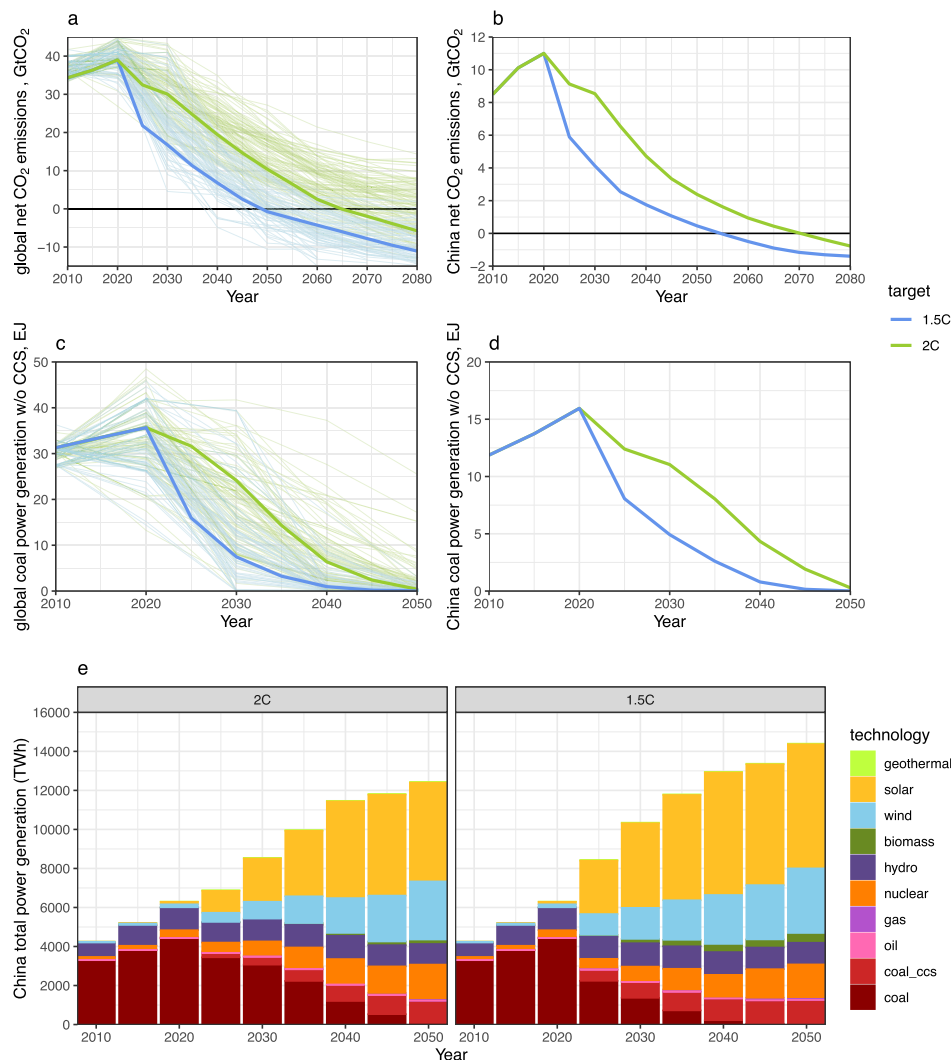 a
global net CO2 emissions , GtCO2
40
30
20
10
0
−10
2010 2020 2030 2040 2050 2060 2070 2080
Year
b
China net CO2 emissions , GtCO2
12
10
8
6
4
2
0
−2
2010 2020 2030 2040 2050 2060 2070 2080
Year
target
1.5C
2C
c
global coal power generation w/o CCS, EJ
50
40
30
20
10
0
2010 2020 2030 2040 2050
Year
d
China coal power generation w/o CCS, EJ
20
15
10
5
0
2010 2020 2030 2040 2050
Year
e
2C
1.5C
China total power generation (TWh)
16000
14000
12000
10000
8000
6000
4000
2000
0
2010 2020 2030 2040 2050
2010 2020 2030 2040 2050
Year
technology
geothermal
solar
wind
biomass
hydro
nuclear
gas
oil
coal_ccs
coal